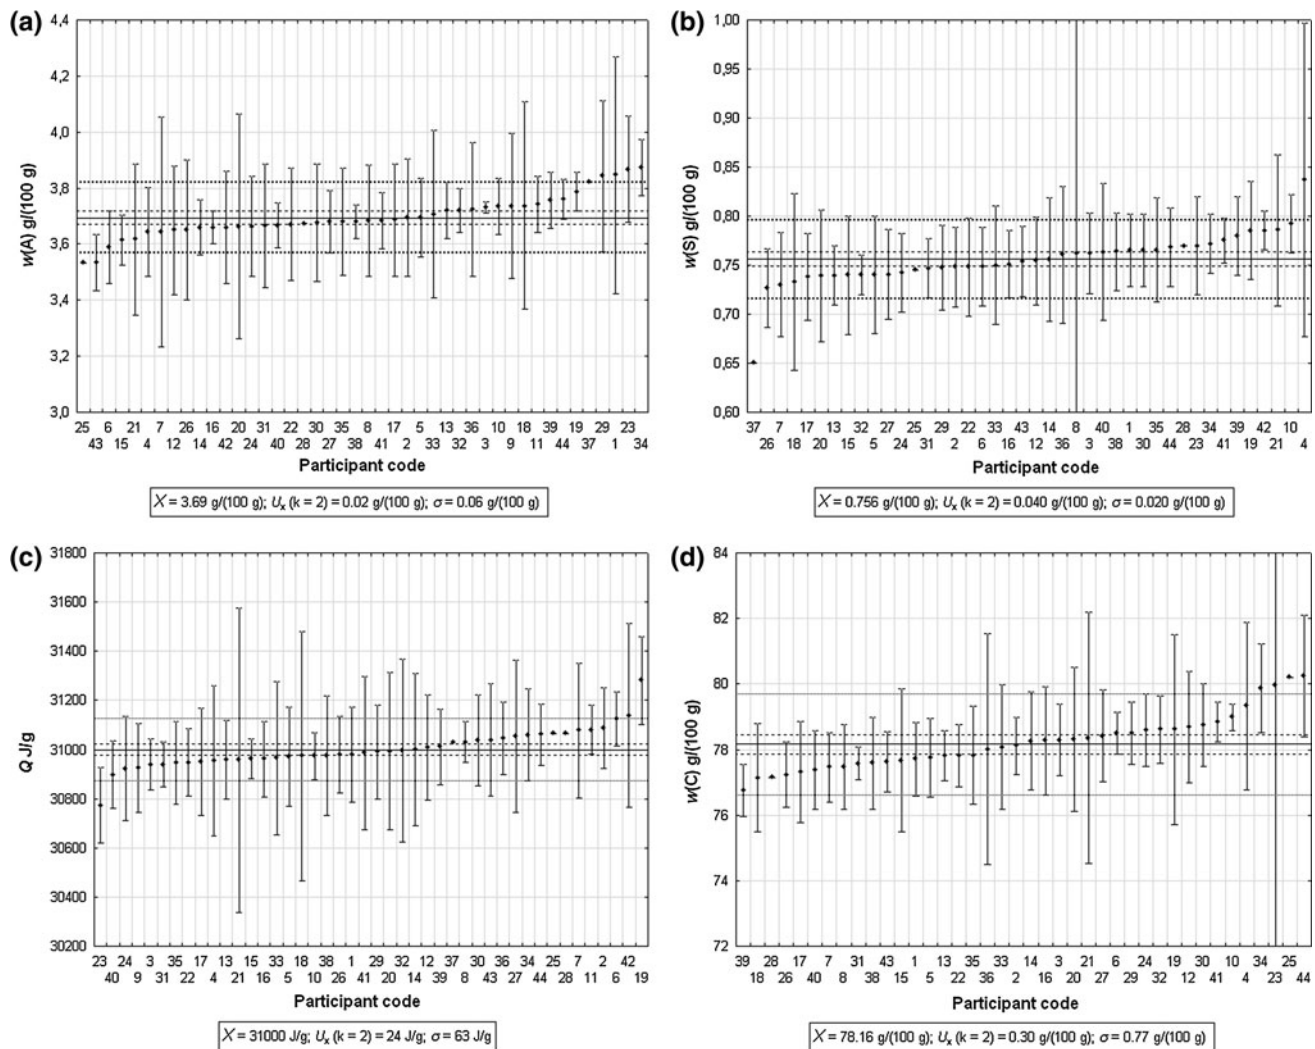 (a)
4,4
4,2
4,0
3,8
3,6
3,4
3,2
3,0
w(A) g/(100 g)
25 6 21 7 26 16 20 31 22 30 35 8 17 5 13 36 10 18 39 19 29 23
43 15 4 12 14 42 24 40 28 27 38 41 2 33 32 3 9 11 44 37 1 34
Participant code
X = 3.69 g/(100 g); Ux (k = 2) = 0.02 g/(100 g); σ = 0.06 g/(100 g)
(b)
1,00
0,95
0,90
0,85
0,80
0,75
0,70
0,65
0,60
w(S) g/(100 g)
37 7 17 13 32 27 25 29 22 33 43 14 8 40 1 35 28 34 39 42 10
26 18 20 15 5 24 31 2 6 16 12 36 3 38 30 44 23 41 19 21 4
Participant code
X = 0.756 g/(100 g); Ux (k = 2) = 0.040 g/(100 g); σ = 0.020 g/(100 g)
(c)
31800
31600
31400
31200
31000
30800
30600
30400
30200
Q J/g
23 24 3 35 17 13 15 33 18 38 1 29 32 12 37 30 36 34 25 7 2 42
40 9 31 22 4 21 16 5 10 26 41 20 14 39 8 43 27 44 28 11 6 19
Participant code
X = 31000 J/g; Ux (k = 2) = 24 J/g; σ = 63 J/g
(d)
84
82
80
78
76
74
72
w(C) g/(100 g)
39 28 17 7 31 43 1 13 35 33 14 3 21 6 24 19 30 10 34 25
18 26 40 8 38 15 5 22 36 2 16 20 27 29 32 12 41 4 23 44
Participant code
X = 78.16 g/(100 g); Ux (k = 2) = 0.30 g/(100 g); σ = 0.77 g/(100 g)